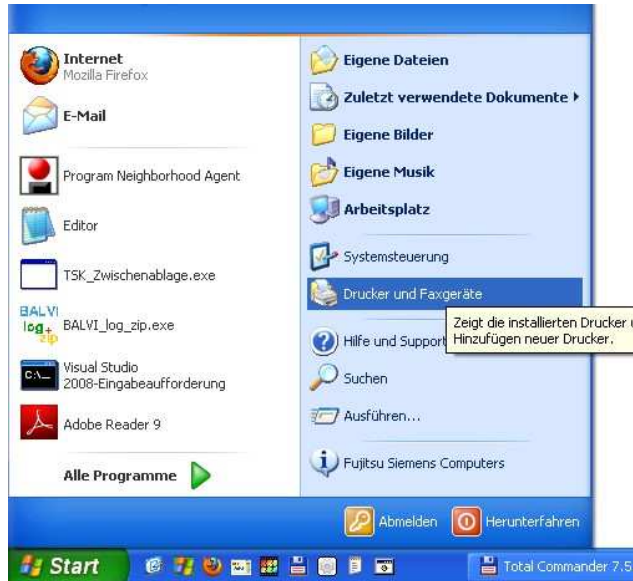 Internet
Mozilla Firefox
E-Mail
Program Neighborhood Agent
Editor
TSK_Zwischenablage.exe
BALVI
log+
zip
BALVI_log_zip.exe
C:\_
Visual Studio
2008-Eingabeaufforderung
Adobe Reader 9
Alle Programme
Eigene Dateien
Zuletzt verwendete Dokumente
Eigene Bilder
Eigene Musik
Arbeitsplatz
Systemsteuerung
Drucker und Faxgeräte
Zeigt die installierten Drucker
Hinzufügen neuer Drucker.
Hilfe und Support
Suchen
Ausführen...
Fujitsu Siemens Computers
Abmelden
Herunterfahren
Start
Total Commander 7.5